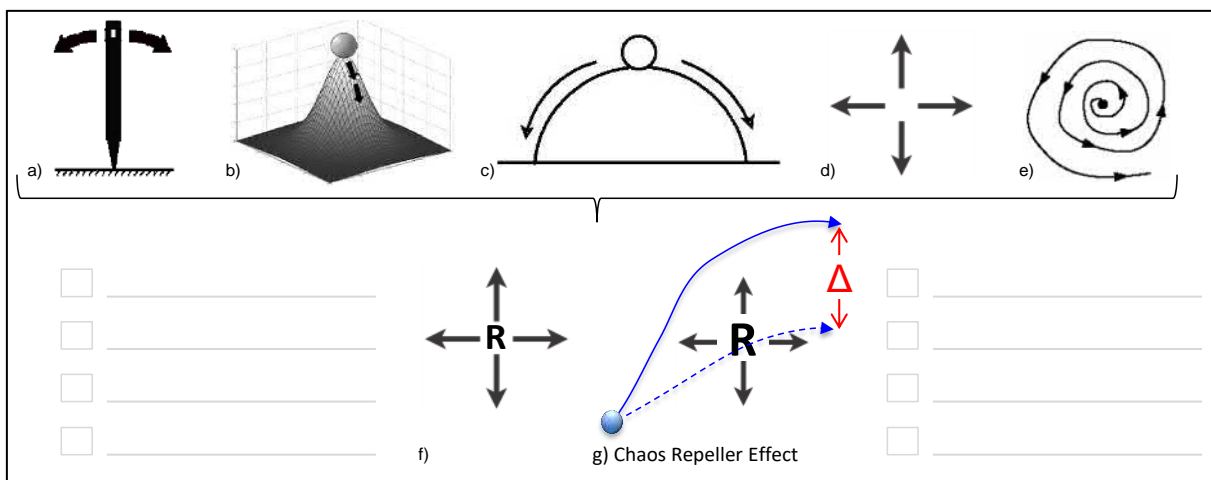 a)
b)
c)
d)
e)
R
R
Δ
f)
g) Chaos Repeller Effect